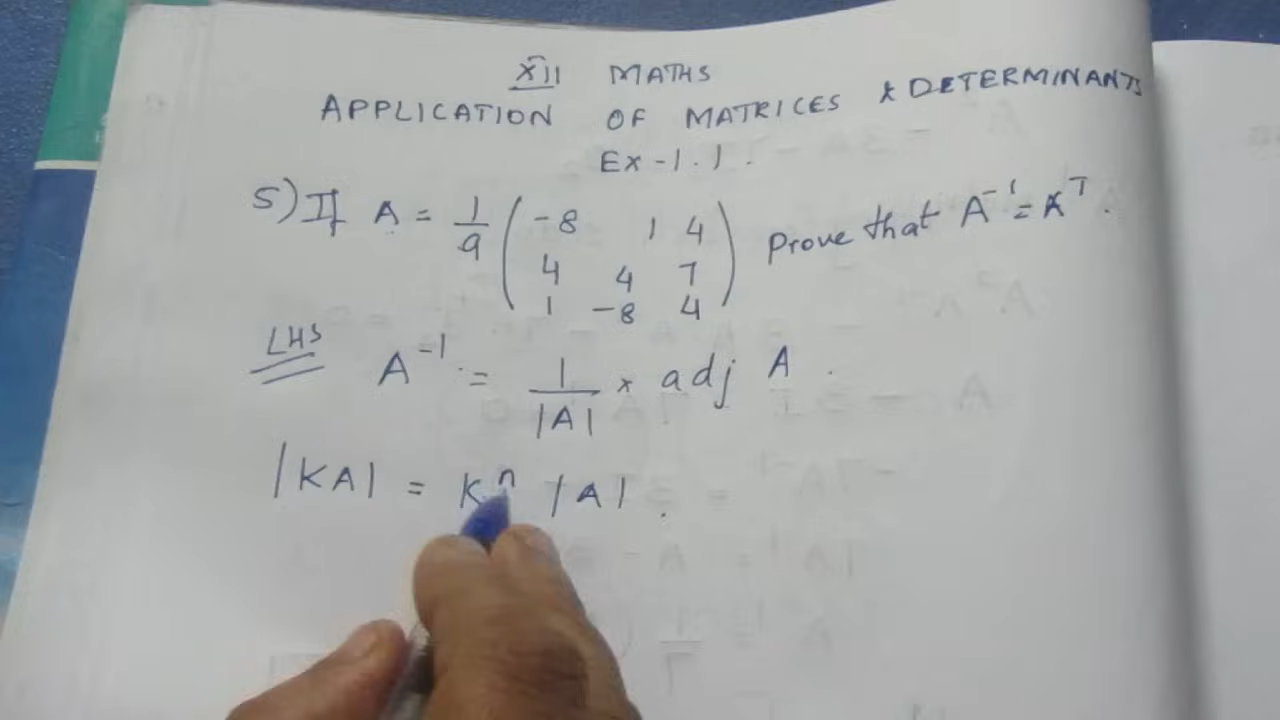 XII MATHS
APPLICATION OF MATRICES & DETERMINANTS
Ex-1.1.
5) If A = 1/9 ( -8 1 4 prove that A⁻¹ = Aᵀ.
4 4 7
1 -8 4 )
LHS A⁻¹ = 1/|A| × adj A.
|KA| = Kⁿ |A|.